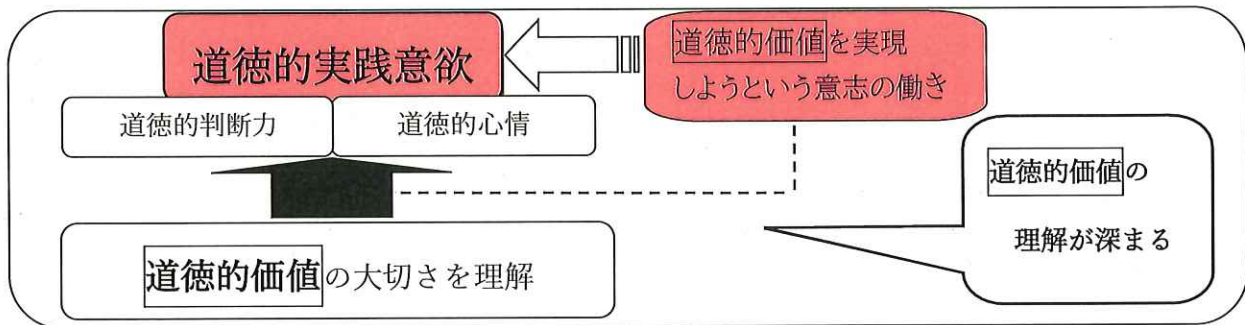 道徳的実践意欲
道徳的価値を実現
しようという意志の働き
道徳的判断力
道徳的心情
道徳的価値の
理解が深まる
道徳的価値の大切さを理解